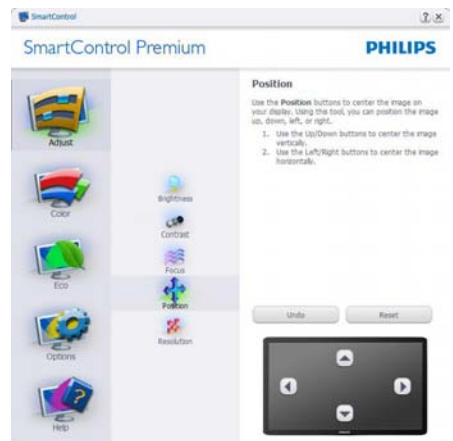 SmartControl
SmartControl Premium
PHILIPS
Adjust
Color
Eco
Options
Help
Brightness
Contrast
Focus
Position
Resolution
Position
Use the Position buttons to center the image on
your display. Using the tool, you can position the image
up, down, left, or right.
1. Use the Up/Down buttons to center the image
vertically.
2. Use the Left/Right buttons to center the image
horizontally.
Undo
Reset